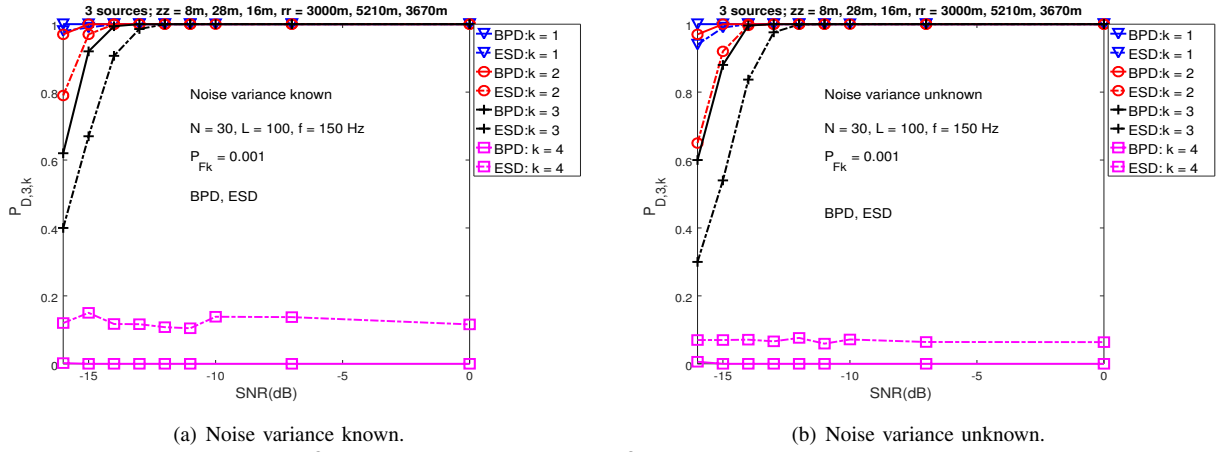 3 sources; zz = 8m, 28m, 16m, rr = 3000m, 5210m, 3670m
1
0.8
0.6
0.4
0.2
0
P_D,3,k
-15
-10
-5
0
SNR(dB)
Noise variance known
N = 30, L = 100, f = 150 Hz
P_Fk = 0.001
BPD, ESD
BPD:k = 1
ESD:k = 1
BPD:k = 2
ESD:k = 2
BPD:k = 3
ESD:k = 3
BPD: k = 4
ESD: k = 4
(a) Noise variance known.
3 sources; zz = 8m, 28m, 16m, rr = 3000m, 5210m, 3670m
1
0.8
0.6
0.4
0.2
0
P_D,3,k
-15
-10
-5
0
SNR(dB)
Noise variance unknown
N = 30, L = 100, f = 150 Hz
P_Fk = 0.001
BPD, ESD
BPD:k = 1
ESD:k = 1
BPD:k = 2
ESD:k = 2
BPD:k = 3
ESD:k = 3
BPD: k = 4
ESD: k = 4
(b) Noise variance unknown.